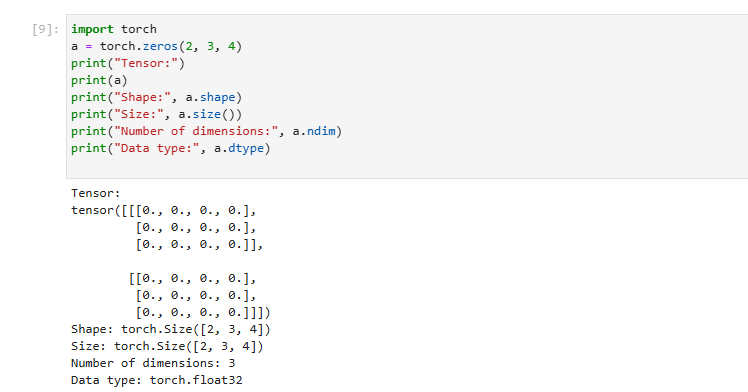 [9]: import torch
a = torch.zeros(2, 3, 4)
print("Tensor:")
print(a)
print("Shape:", a.shape)
print("Size:", a.size())
print("Number of dimensions:", a.ndim)
print("Data type:", a.dtype)
Tensor:
tensor([[[0., 0., 0., 0.],
         [0., 0., 0., 0.],
         [0., 0., 0., 0.]],

        [[0., 0., 0., 0.],
         [0., 0., 0., 0.],
         [0., 0., 0., 0.]]])
Shape: torch.Size([2, 3, 4])
Size: torch.Size([2, 3, 4])
Number of dimensions: 3
Data type: torch.float32